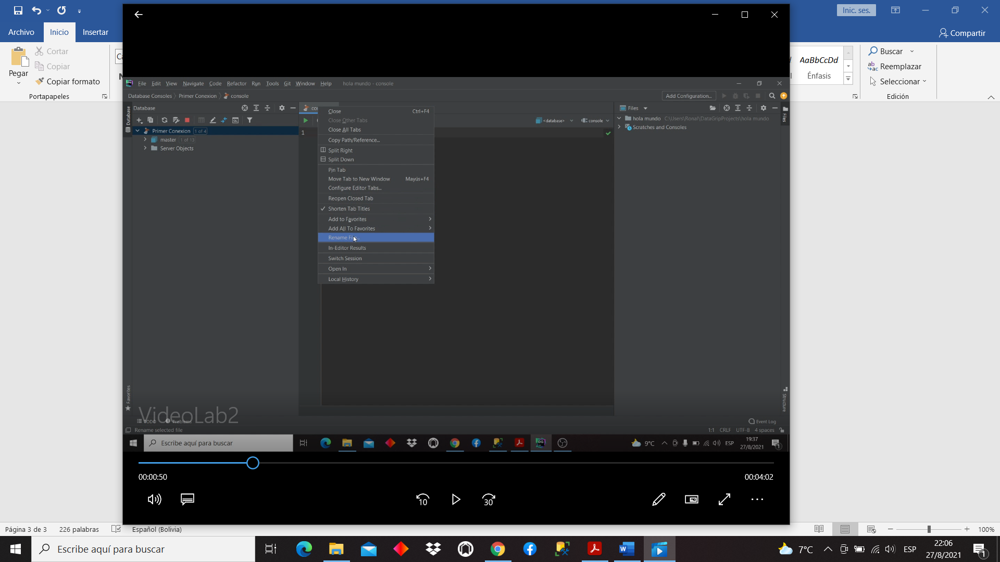 Inic. ses.
Archivo Inicio Insertar
Compartir
Pegar
Cortar
Copiar
Copiar formato
Portapapeles
AaBbCcDd
Énfasis
Buscar
Reemplazar
Seleccionar
Edición
File Edit View Navigate Code Refactor Run Tools Git Window Help hola mundo - console
Database Consoles Primer Conexion console
Add Configuration...
Database
Database
Primer Conexion 1 of 4
master 1 of 13
Server Objects
1
<database> console
Close Ctrl+F4
Close Other Tabs
Close All Tabs
Copy Path/Reference...
Split Right
Split Down
Pin Tab
Move Tab to New Window Mayús+F4
Configure Editor Tabs...
Reopen Closed Tab
Shorten Tab Titles
Add to Favorites
Add All To Favorites
Rename
In-Editor Results
Switch Session
Open In
Local History
Files
Files
hola mundo C:\Users\Ronal\DataGripProjects\hola mundo
Scratches and Consoles
Favorites
Structure
VideoLab2
TODO Problems
Event Log
Rename selected file
1:1 CRLF UTF-8 4 spaces
Escribe aquí para buscar
9°C
ESP
19:37
27/8/2021
1
00:00:50
00:04:02
10
30
Página 3 de 3 226 palabras Español (Bolivia)
100%
Escribe aquí para buscar
7°C
ESP
22:06
27/8/2021
1